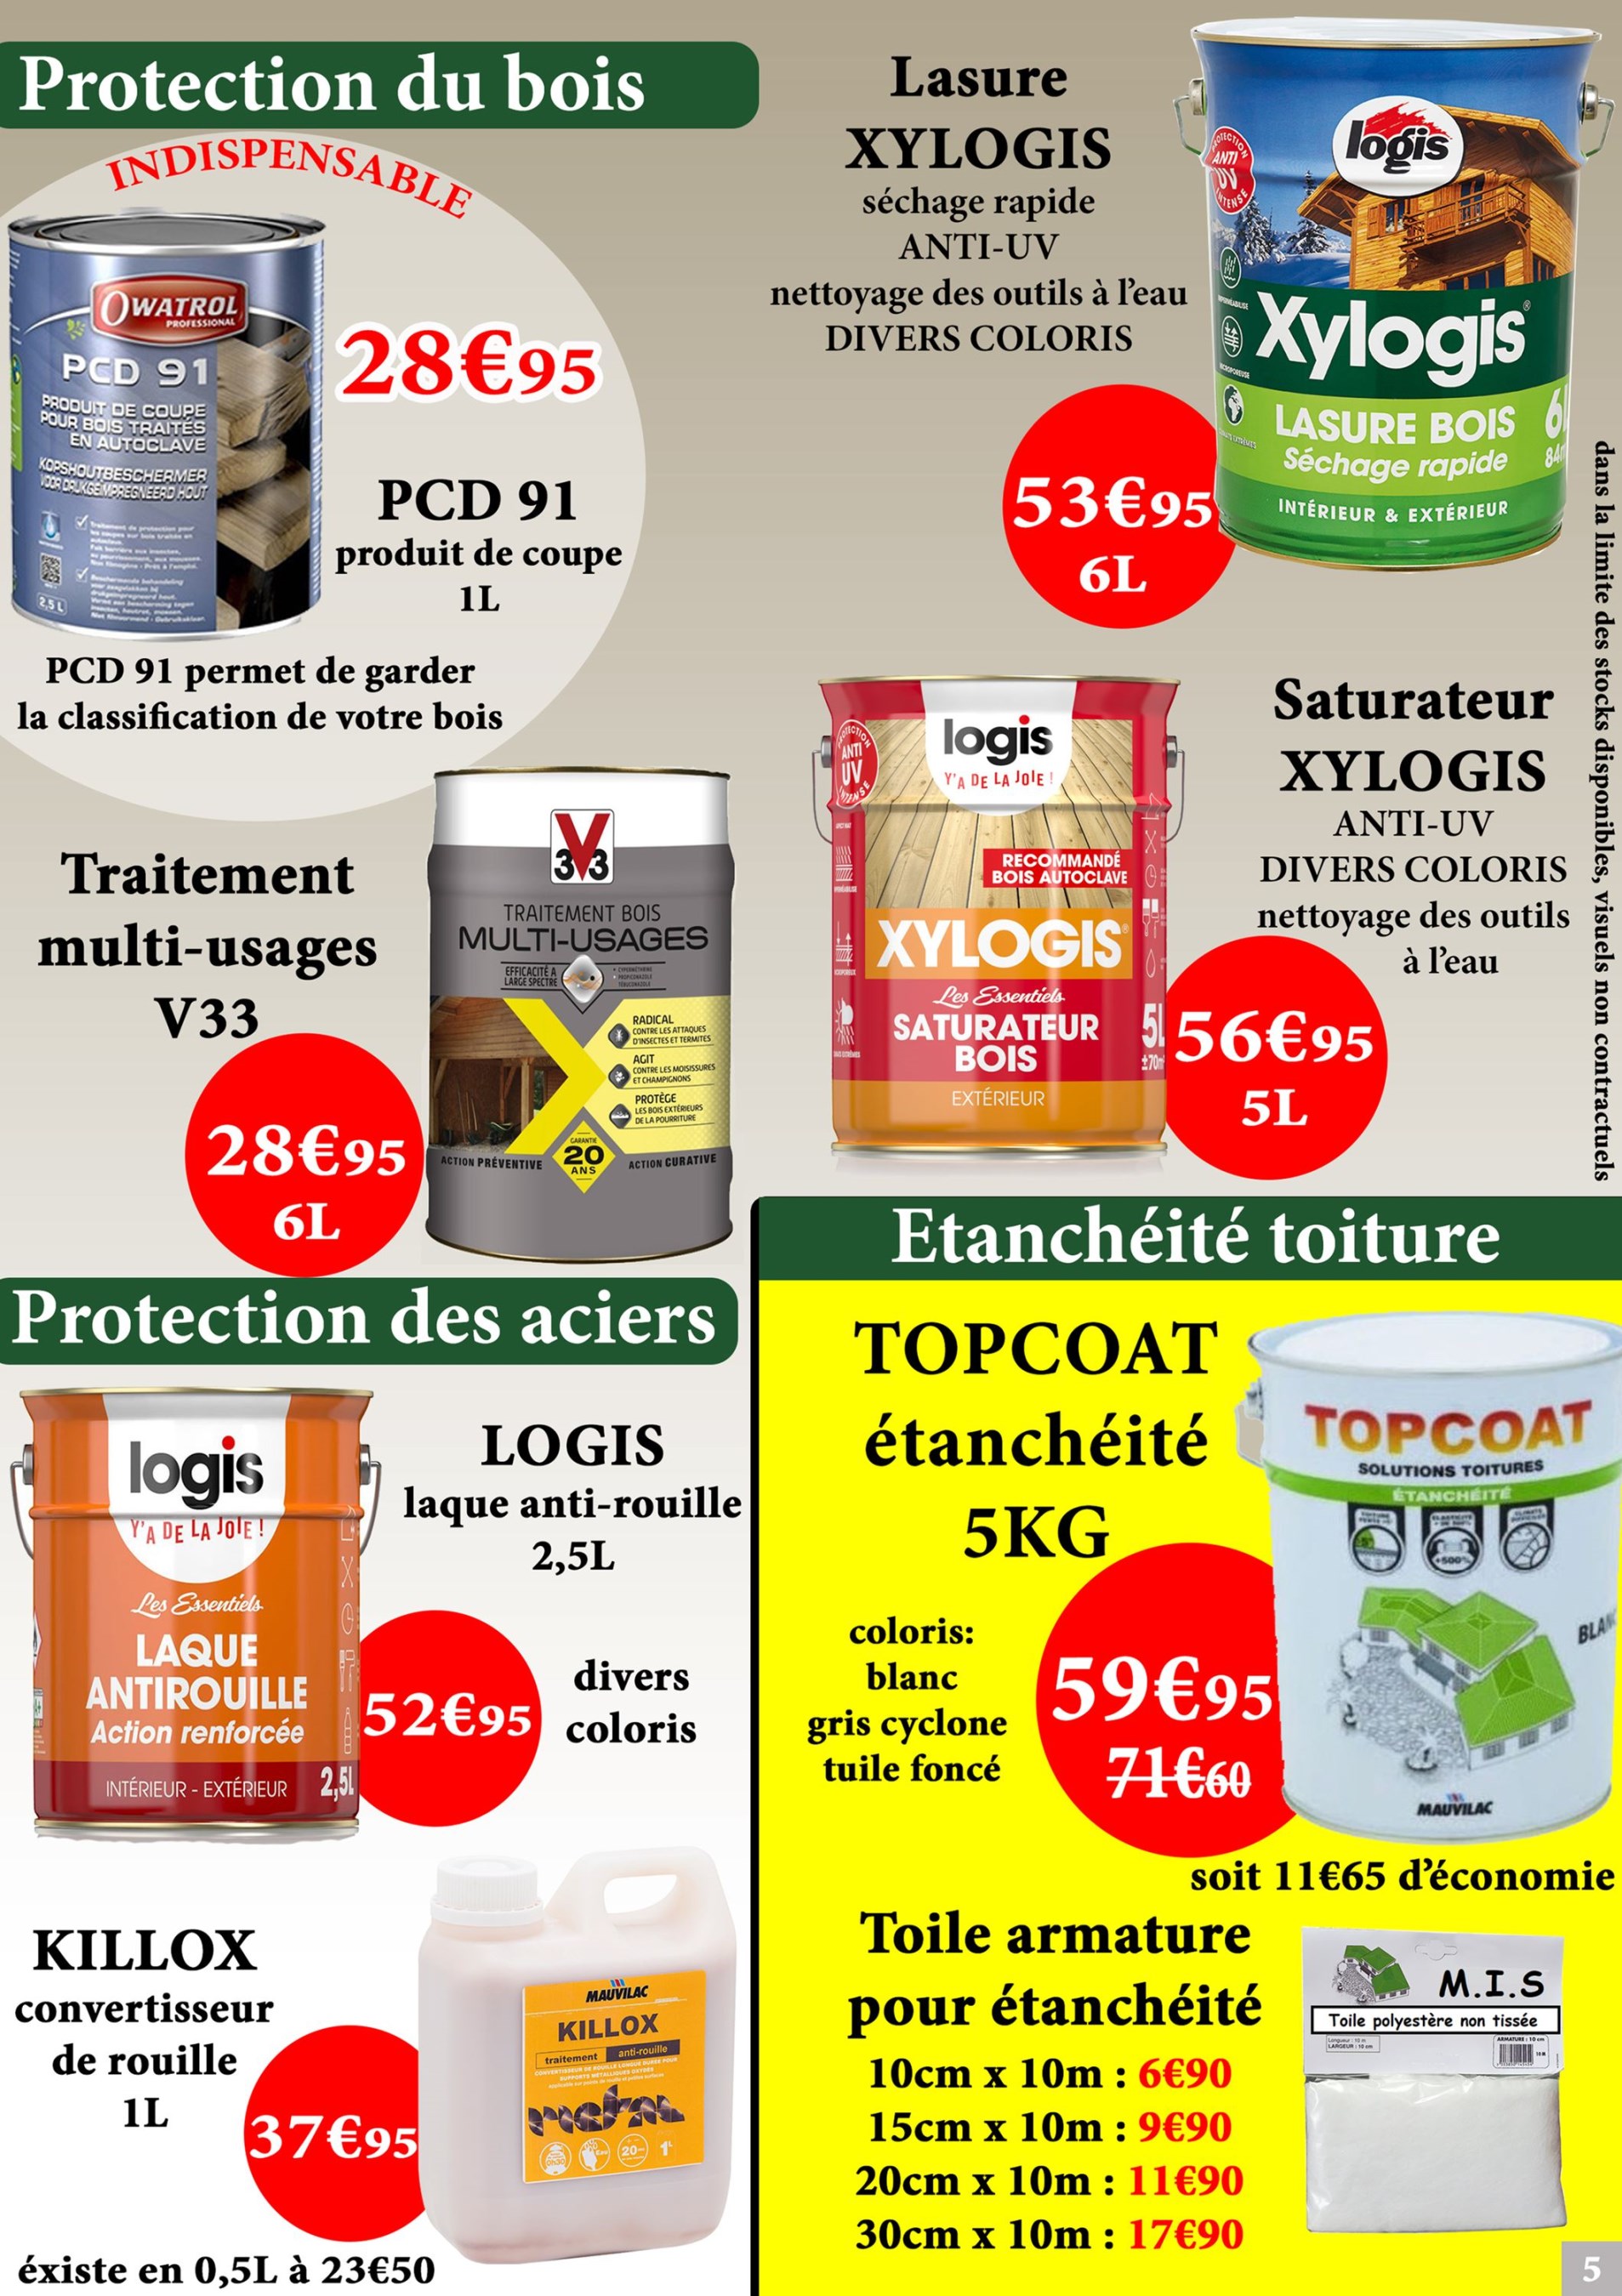 Protection du bois
INDISPENSABLE
OWATROL
PROFESSIONAL
PCD 91
PRODUIT DE COUPE
POUR BOIS TRAITÉS
EN AUTOCLAVE
KOPSHOUTBESCHERMER
VOOR DRUKGEÏMPREGNEERD HOUT
2,5 L
28€95
PCD 91
produit de coupe
1L
PCD 91 permet de garder
la classification de votre bois
Lasure
XYLOGIS
séchage rapide
ANTI-UV
nettoyage des outils à l'eau
DIVERS COLORIS
53€95
6L
PROTECTION
ANTI
UV
INTENSE
logis
Xylogis
LASURE BOIS
Séchage rapide
INTÉRIEUR & EXTÉRIEUR
dans la limite des stocks disponibles, visuels non contractuels
Traitement
multi-usages
V33
28€95
6L
V33
TRAITEMENT BOIS
MULTI-USAGES
EFFICACITÉ A
LARGE SPECTRE
RADICAL
CONTRE LES ATTAQUES
D'INSECTES ET TERMITES
AGIT
CONTRE LES MOISISSURES
ET CHAMPIGNONS
PROTÈGE
LES BOIS EXTÉRIEURS
DE LA POURRITURE
GARANTIE
20
ANS
ACTION PRÉVENTIVE
ACTION CURATIVE
PROTECTION
ANTI
UV
INTENSE
logis
Y'A DE LA JOIE !
RECOMMANDÉ
BOIS AUTOCLAVE
XYLOGIS
Les Essentiels
SATURATEUR
BOIS
EXTÉRIEUR
5L
Saturateur
XYLOGIS
ANTI-UV
DIVERS COLORIS
nettoyage des outils
à l'eau
56€95
5L
Protection des aciers
logis
Y'A DE LA JOIE !
Les Essentiels
LAQUE
ANTIROUILLE
Action renforcée
INTÉRIEUR - EXTÉRIEUR
2,5L
LOGIS
laque anti-rouille
2,5L
52€95
divers
coloris
KILLOX
convertisseur
de rouille
1L
37€95
MAUVILAC
KILLOX
traitement anti-rouille
metal
éxiste en 0,5L à 23€50
Etanchéité toiture
TOPCOAT
étanchéité
5KG
coloris:
blanc
gris cyclone
tuile foncé
59€95
71€60
TOPCOAT
SOLUTIONS TOITURES
ÉTANCHÉITÉ
+500%
MAUVILAC
soit 11€65 d'économie
Toile armature
pour étanchéité
10cm x 10m : 6€90
15cm x 10m : 9€90
20cm x 10m : 11€90
30cm x 10m : 17€90
M.I.S
Toile polyestère non tissée
Longueur : 10 m
LARGEUR : 10 cm
ARMATURE : 10 cm
5